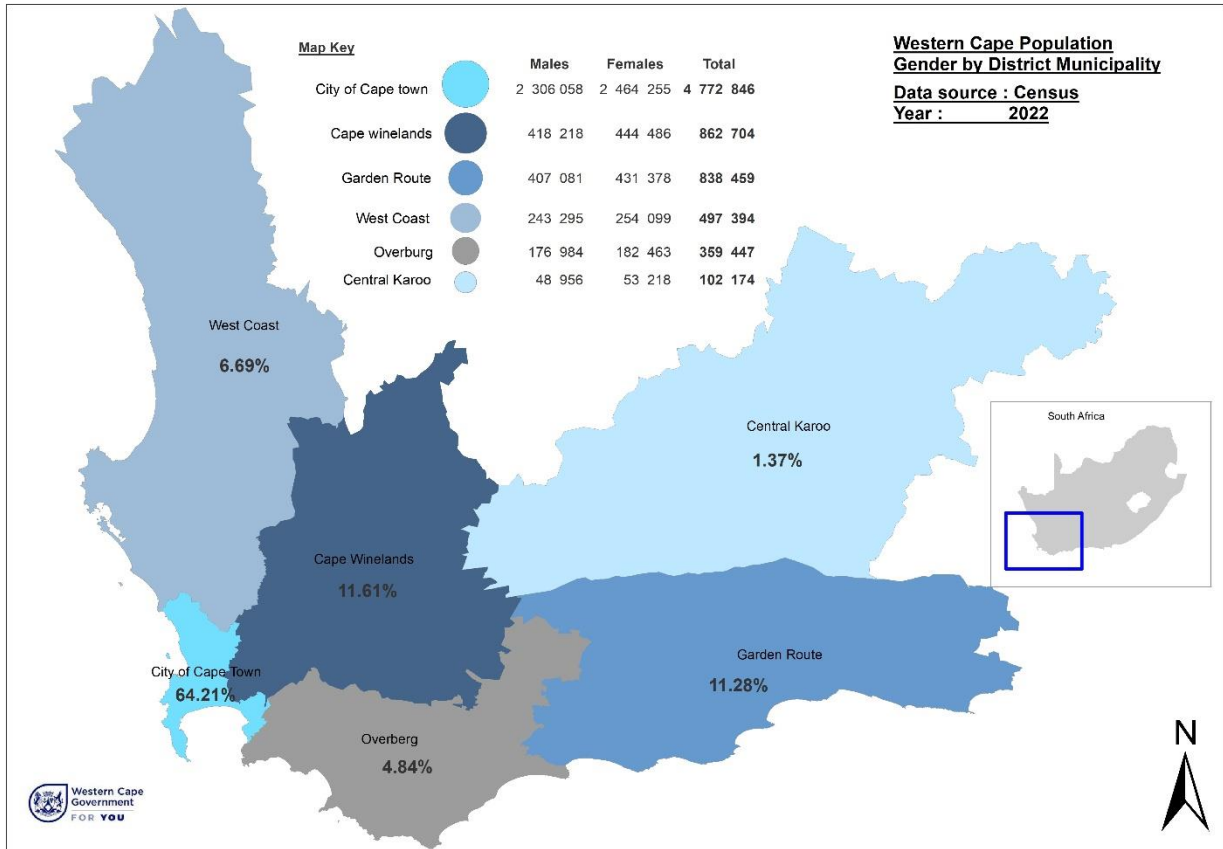 Map Key
Males Females Total
City of Cape town 2 306 058 2 464 255 4 772 846
Cape winelands 418 218 444 486 862 704
Garden Route 407 081 431 378 838 459
West Coast 243 295 254 099 497 394
Overburg 176 984 182 463 359 447
Central Karoo 48 956 53 218 102 174
Western Cape Population
Gender by District Municipality
Data source : Census
Year : 2022
West Coast
6.69%
Central Karoo
1.37%
South Africa
Cape Winelands
11.61%
City of Cape Town
64.21%
Garden Route
11.28%
Overberg
4.84%
N
Western Cape
Government
FOR YOU